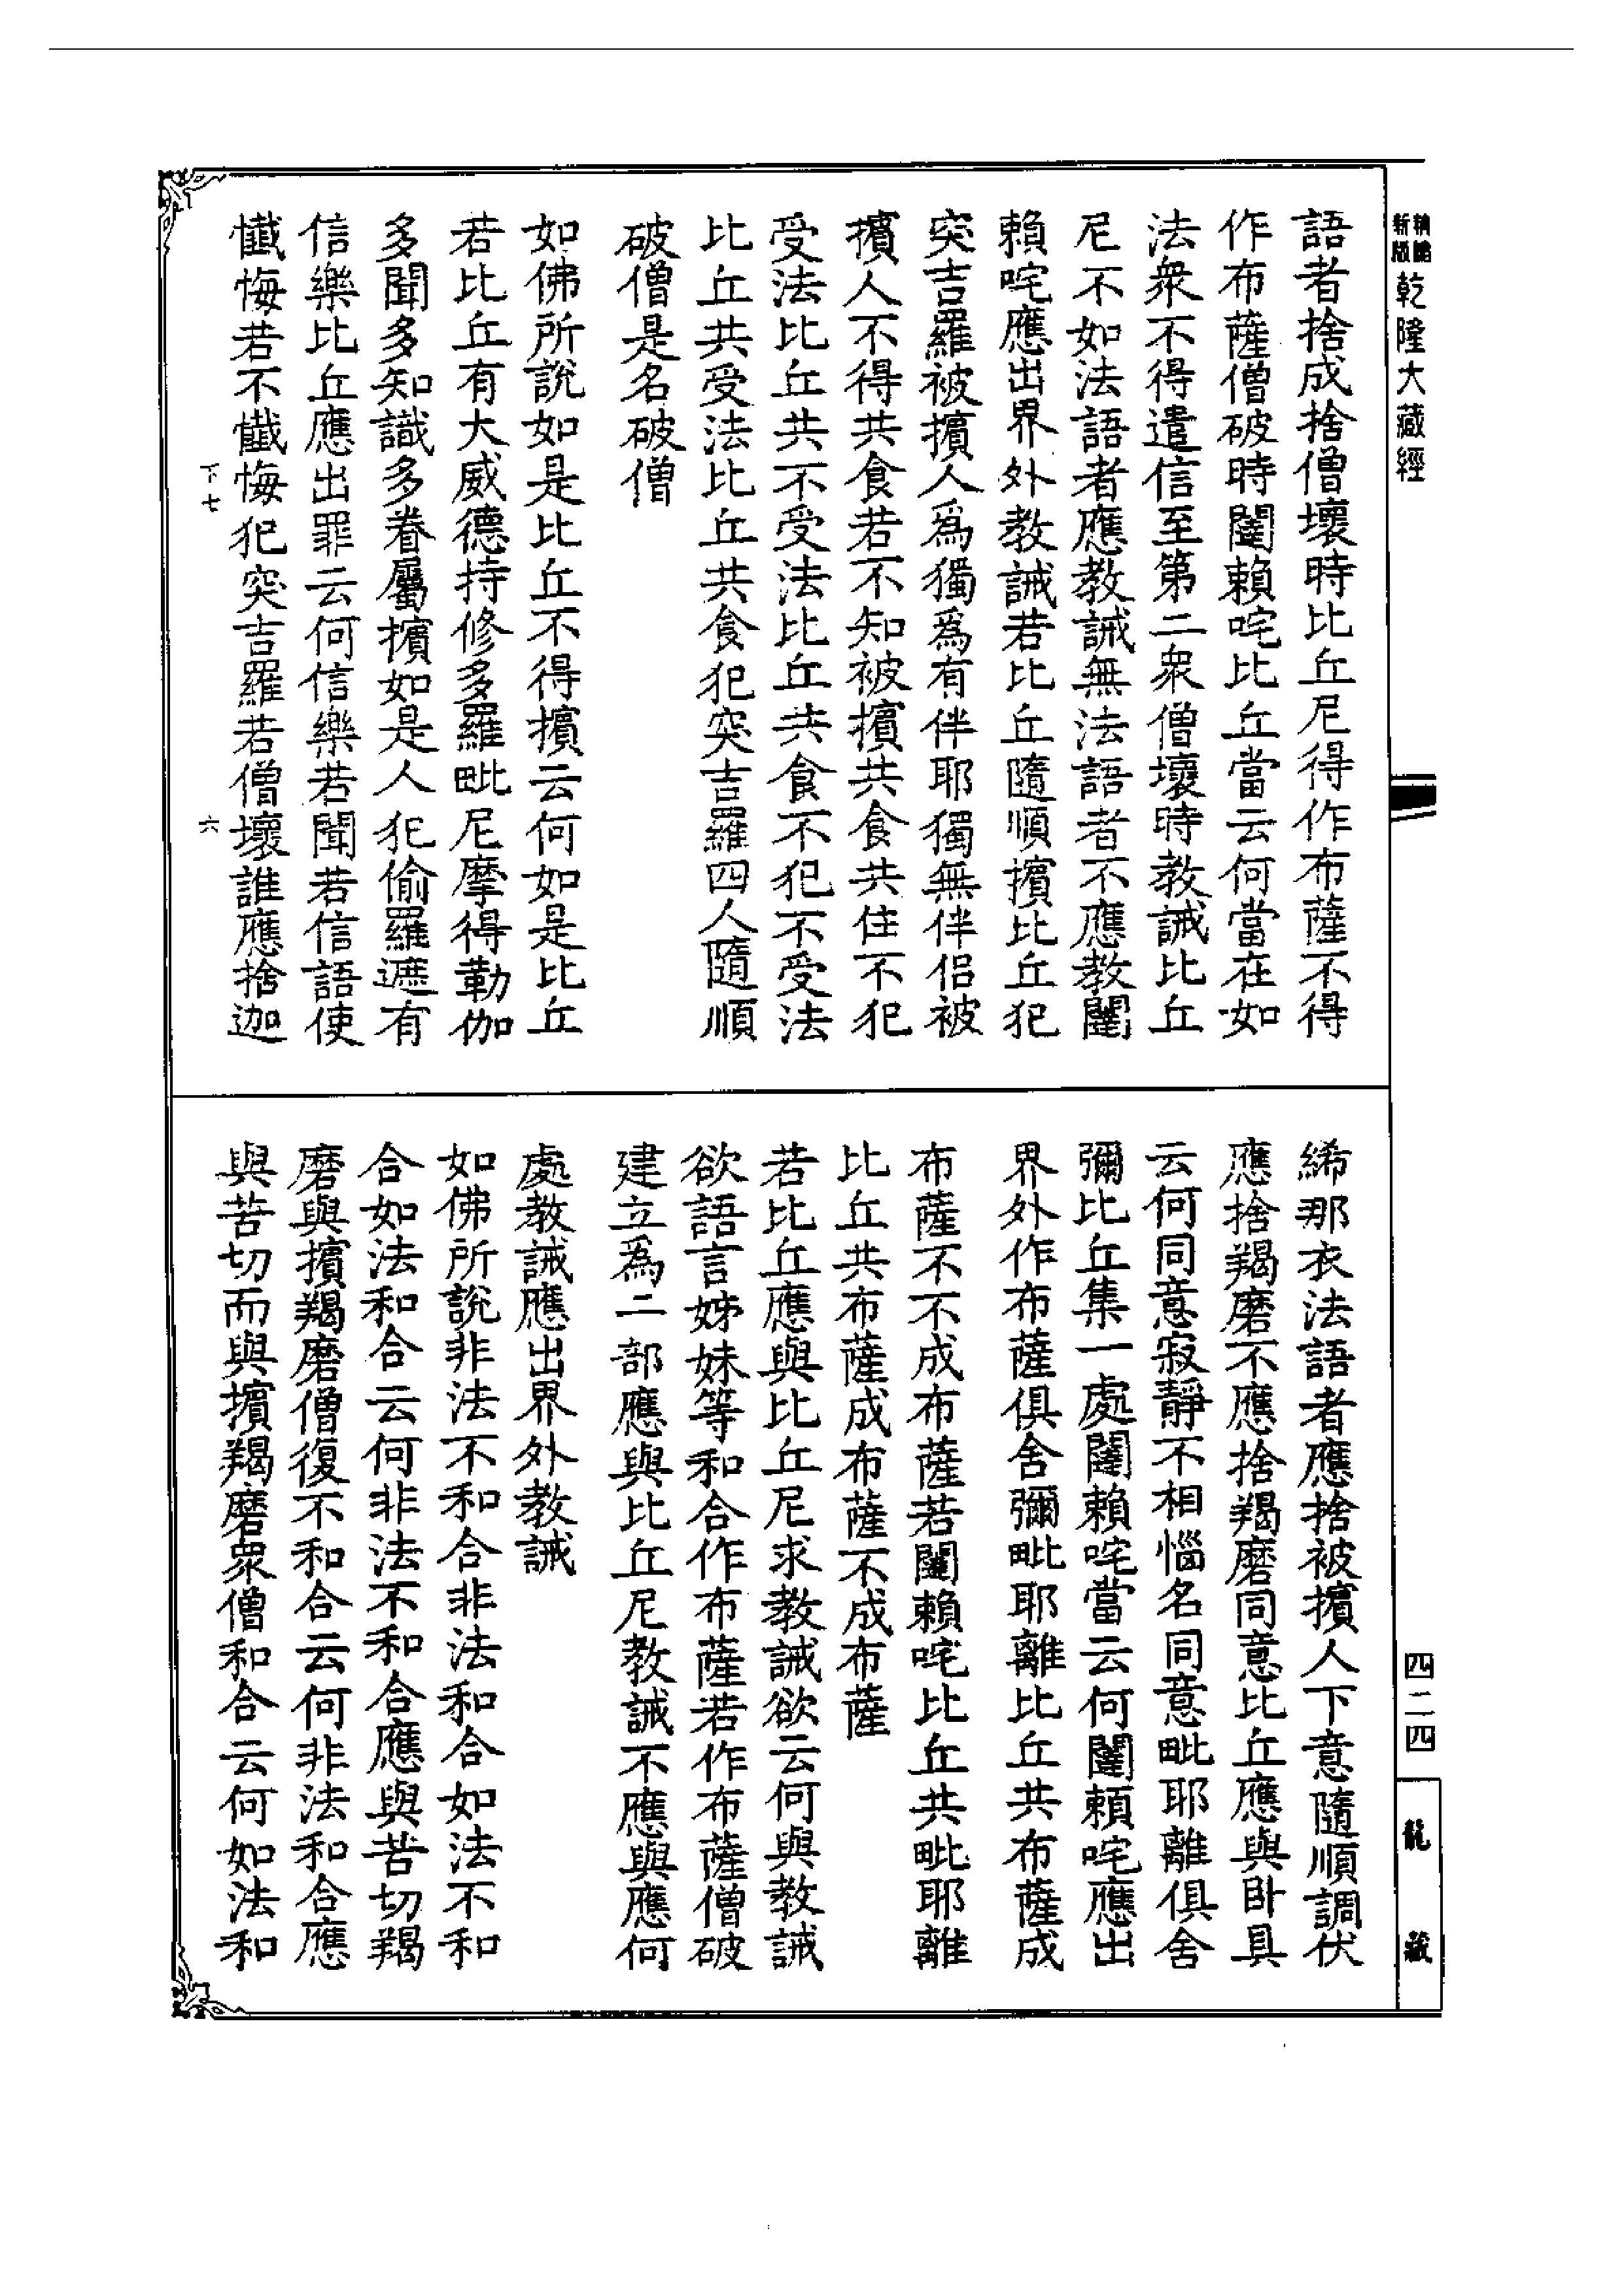 新版
精縮
乾隆大藏經
語者捨成捨僧壞時比丘尼得作布薩不得
作布薩僧破時闥賴咤比丘當云何當在如
法衆不得遣信至第二衆僧壞時教誡比丘
尼不如法語者應教誡無法語者不應教闥
賴咤應出界外教誡若比丘隨順擯比丘犯
突吉羅被擯人爲獨爲有伴耶獨無伴侶被
擯人不得共食若不知被擯共食共住不犯
受法比丘共不受法比丘共食不犯不受法
比丘共受法比丘共食犯突吉羅四人隨順
破僧是名破僧
如佛所說如是比丘不得擯云何如是比丘
若比丘有大威德持修多羅毗尼摩得勒伽
多聞多知識多眷屬擯如是人犯偷羅遮有
信樂比丘應出罪云何信樂若聞若信語使
懺悔若不懺悔犯突吉羅若僧壞誰應捨迦
下七
六
絺那衣法語者應捨被擯人下意隨順調伏
應捨羯磨不應捨羯磨同意比丘應與臥具
云何同意寂靜不相惱名同意毗耶離俱舍
彌比丘集一處闥賴咤當云何闥賴咤應出
界外作布薩俱舍彌毗耶離比丘共布薩成
布薩不不成布薩若闥賴咤比丘共毗耶離
比丘共布薩成布薩不成布薩
若比丘應與比丘尼求教誡欲云何與教誡
欲語言姊妹等和合作布薩若作布薩僧破
建立爲二部應與比丘尼教誡不應與應何
處教誡應出界外教誡
如佛所說非法不和合非法和合如法不和
合如法和合云何非法不和合應與苦切羯
磨與擯羯磨僧復不和合云何非法和合應
與苦切而與擯羯磨衆僧和合云何如法和
四二四
龍藏